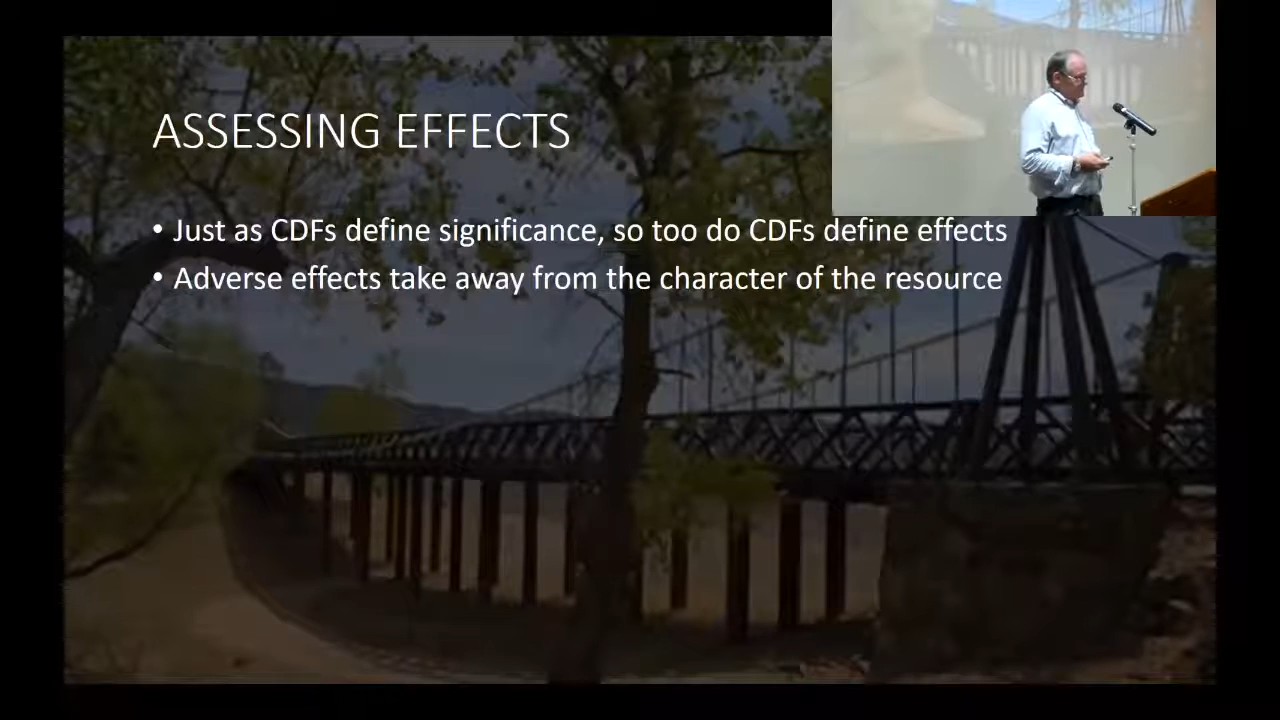 ASSESSING EFFECTS
• Just as CDFs define significance, so too do CDFs define effects
• Adverse effects take away from the character of the resource